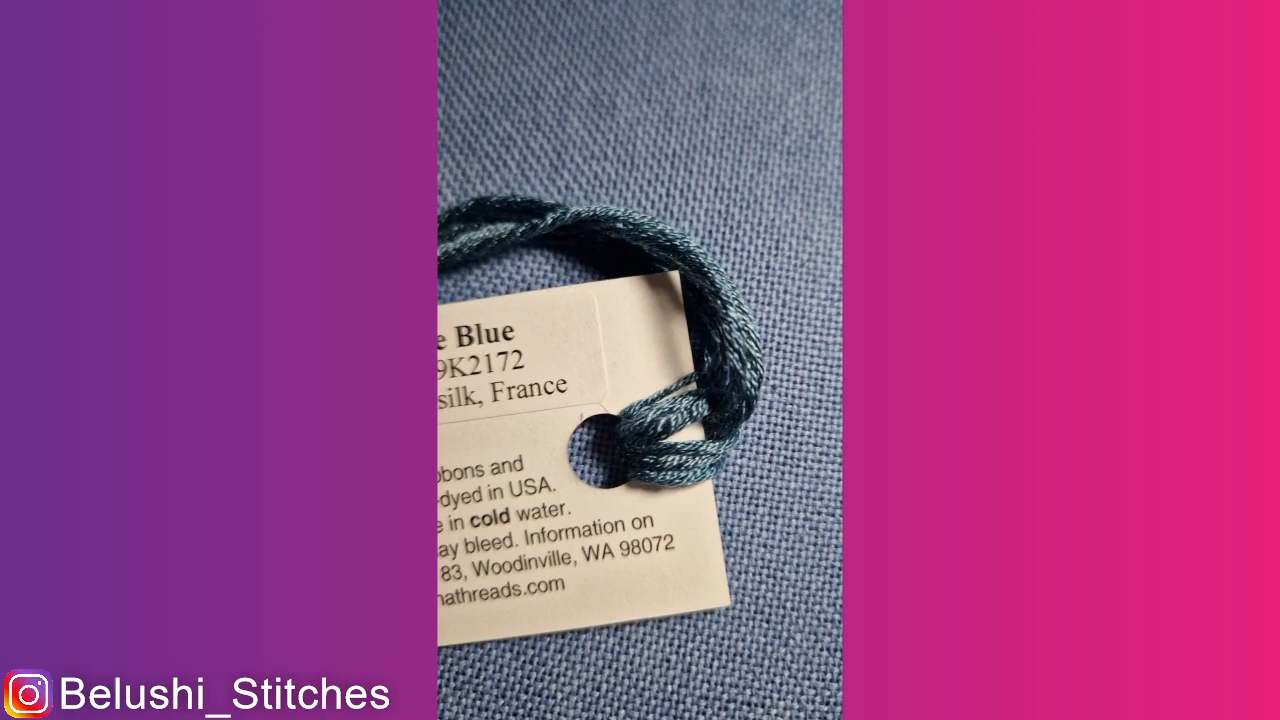 e Blue
9K2172
silk, France
bbons and
-dyed in USA.
e in cold water.
ay bleed. Information on
83, Woodinville, WA 98072
nathreads.com
Belushi_Stitches